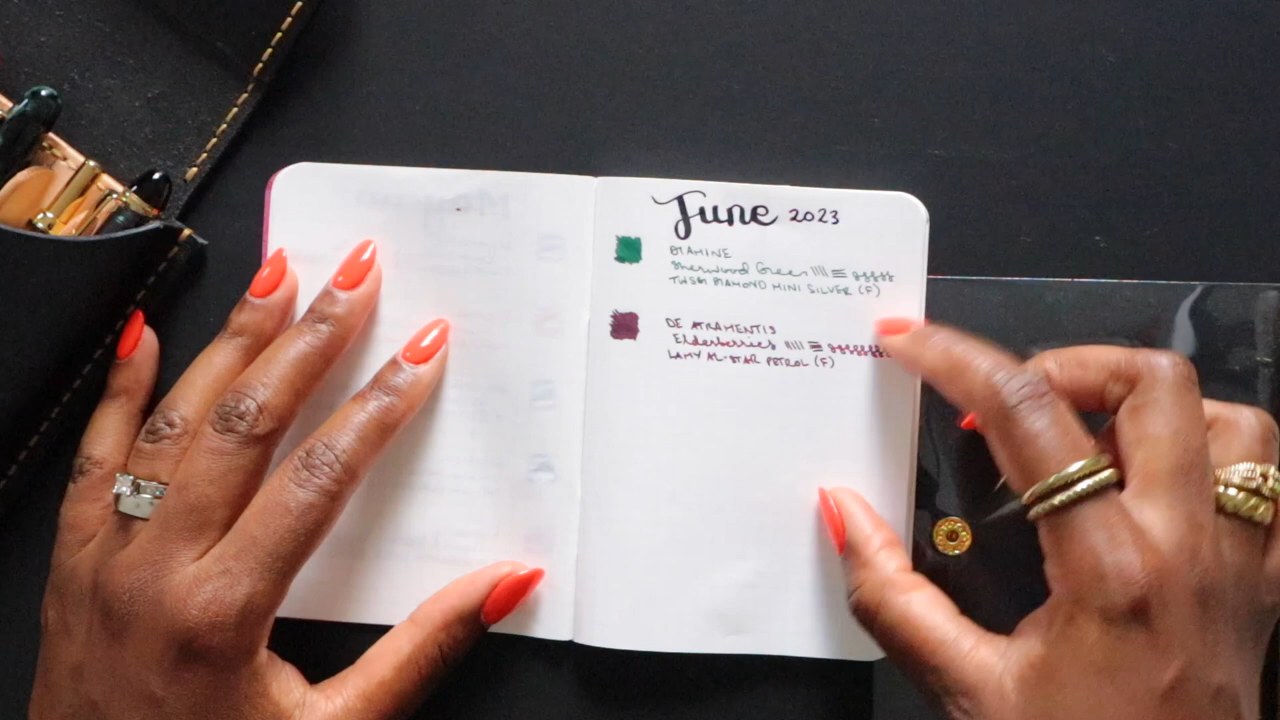 June 2023
DIAMINE
Sherwood Green
TWSBI DIAMOND MINI SILVER (F)
DE ATRAMENTIS
Elderberries
LAMY AL-STAR PETROL (F)